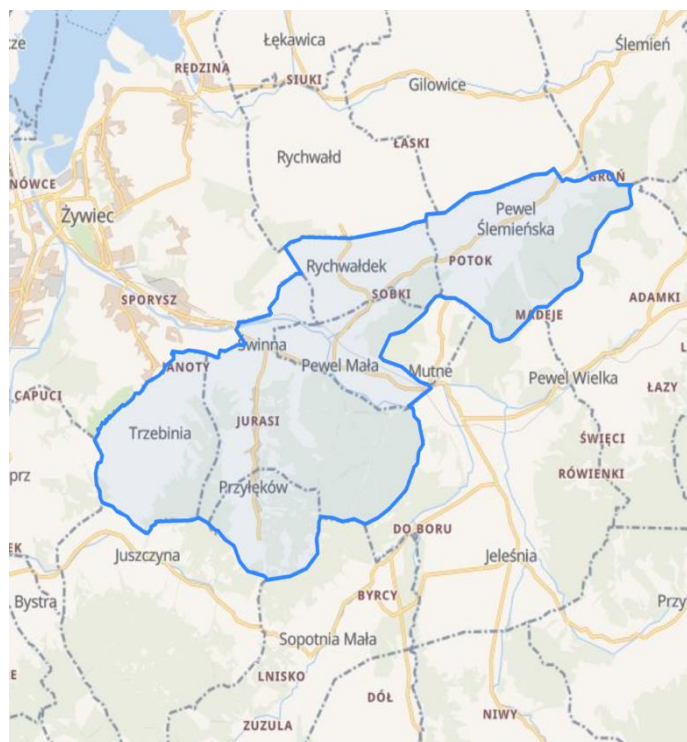 Łękawica
Ślemień
cze
RĘDZINA
SIUKI
Gilowice
ŁASKI
Rychwałd
NÓWCE
GROŃ
Żywiec
Pewel
Ślemieńska
Rychwałdek
POTOK
SOBKI
SPORYSZ
ADAMKI
MADEJE
Świnna
JANOTY
Pewel Mała
Mutne
Pewel Wielka
CAPUCI
ŁAZY
Trzebinia
JURASI
ŚWIĘCI
RÓWIENKI
prz
Przyłęków
DO BORU
EK
Juszczyna
Jeleśnia
Bystra
BYRCY
Przy
Sopotnia Mała
E
LNISKO
DÓŁ
ZUZULA
NIWY